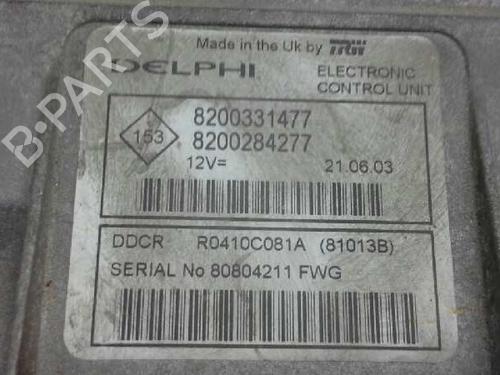 B-PARTS
Made in the Uk by TRW
DELPHI
ELECTRONIC
CONTROL UNIT
153
8200331477
8200284277
12V= 21.06.03
DDCR R0410C081A (81013B)
SERIAL No 80804211 FWG